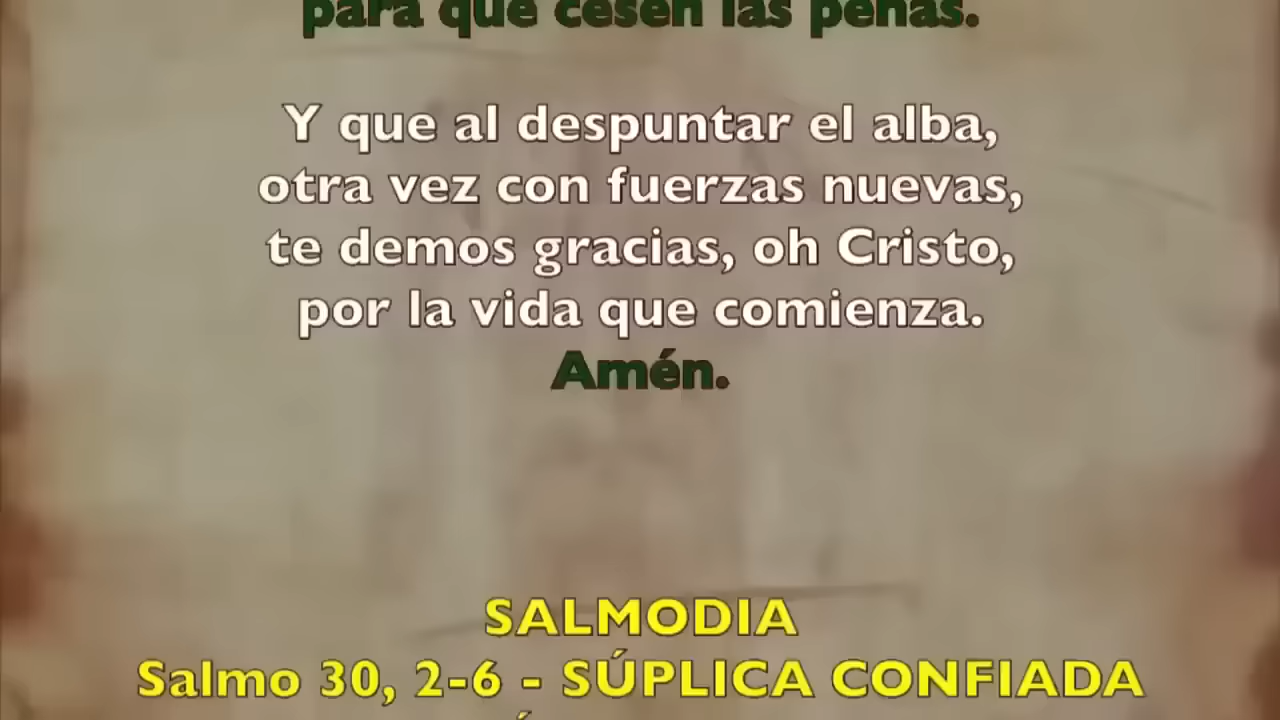 para que cesen las penas.
Y que al despuntar el alba,
otra vez con fuerzas nuevas,
te demos gracias, oh Cristo,
por la vida que comienza.
Amén.
SALMODIA
Salmo 30, 2-6 - SÚPLICA CONFIADA